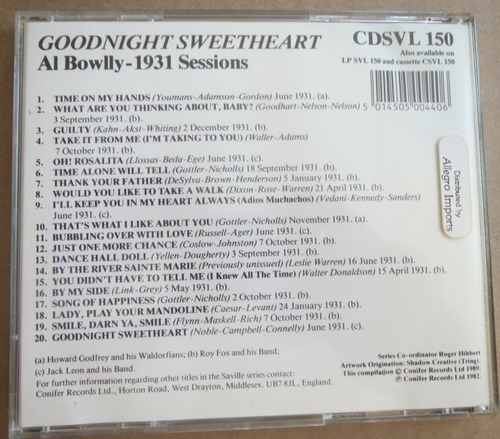 GOODNIGHT SWEETHEART
Al Bowlly-1931 Sessions
CDSVL 150
Also available on
LP SVL 150 and cassette CSVL 150
5 014505 004406
1. TIME ON MY HANDS (Youmans-Adamson-Gordon) June 1931. (a).
2. WHAT ARE YOU THINKING ABOUT, BABY? (Goodhart-Nelson-Nelson)
3 September 1931. (b).
3. GUILTY (Kahn-Akst-Whiting) 2 December 1931. (b).
4. TAKE IT FROM ME (I'M TAKING TO YOU) (Waller-Adams)
7 October 1931. (b).
5. OH! ROSALITA (Llossas-Beda-Ege) June 1931. (c).
6. TIME ALONE WILL TELL (Gottler-Nicholls) 18 September 1931. (b).
7. THANK YOUR FATHER (DeSylva-Brown-Henderson) 5 January 1931. (b).
8. WOULD YOU LIKE TO TAKE A WALK (Dixon-Rose-Warren) 21 April 1931. (b).
9. I'LL KEEP YOU IN MY HEART ALWAYS (Adios Muchachos) (Vedani-Kennedy-Sanders)
June 1931. (c).
10. THAT'S WHAT I LIKE ABOUT YOU (Gottler-Nicholls) November 1931. (a).
11. BUBBLING OVER WITH LOVE (Russell-Ager) June 1931. (c).
12. JUST ONE MORE CHANCE (Coslow-Johnston) 7 October 1931. (b).
13. DANCE HALL DOLL (Yellen-Dougherty) 3 September 1931. (b).
14. BY THE RIVER SAINTE MARIE (Previously unissued) (Leslie Warren) 16 June 1931. (b).
15. YOU DIDN'T HAVE TO TELL ME (I Knew All The Time) (Walter Donaldson) 15 April 1931. (b).
16. BY MY SIDE (Link-Grey) 5 May 1931. (b).
17. SONG OF HAPPINESS (Gottler-Nicholls) 2 October 1931. (b).
18. LADY, PLAY YOUR MANDOLINE (Caesar-Levant) 24 January 1931. (b).
19. SMILE, DARN YA, SMILE (Flynn-Maskell-Rich) 7 October 1931. (b).
20. GOODNIGHT SWEETHEART (Noble-Campbell-Connelly) June 1931. (c).
Distributed by
Allegro Imports
(a) Howard Godfrey and his Waldorfians; (b) Roy Fox and his Band;
(c) Jack Leon and his Band.
For further information regarding other titles in the Saville series contact:
Conifer Records Ltd., Horton Road, West Drayton, Middlesex. UB7 8JL, England.
Series Co-ordinator Roger Hibbert
Artwork Origination: Shadow Creative (Tring).
This compilation © Conifer Records Ltd 1989.
℗ Conifer Records Ltd. 1982.